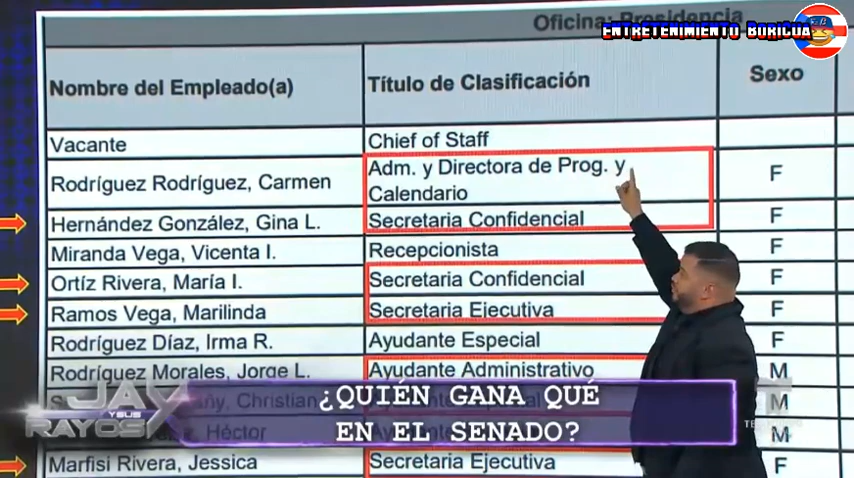 Oficina: Presidencia
ENTRETENIMIENTO BORICUA
Nombre del Empleado(a) Título de Clasificación Sexo
Vacante Chief of Staff
Rodríguez Rodríguez, Carmen Adm. y Directora de Prog. y Calendario F
Hernández González, Gina L. Secretaria Confidencial F
Miranda Vega, Vicenta I. Recepcionista F
Ortíz Rivera, María I. Secretaria Confidencial F
Ramos Vega, Marilinda Secretaria Ejecutiva F
Rodríguez Díaz, Irma R. Ayudante Especial F
Rodríguez Morales, Jorge L. Ayudante Administrativo M
Christian M
Héctor M
Marfisi Rivera, Jessica Secretaria Ejecutiva F
JAY
Y SUS
RAYOS X
¿QUIÉN GANA QUÉ
EN EL SENADO?